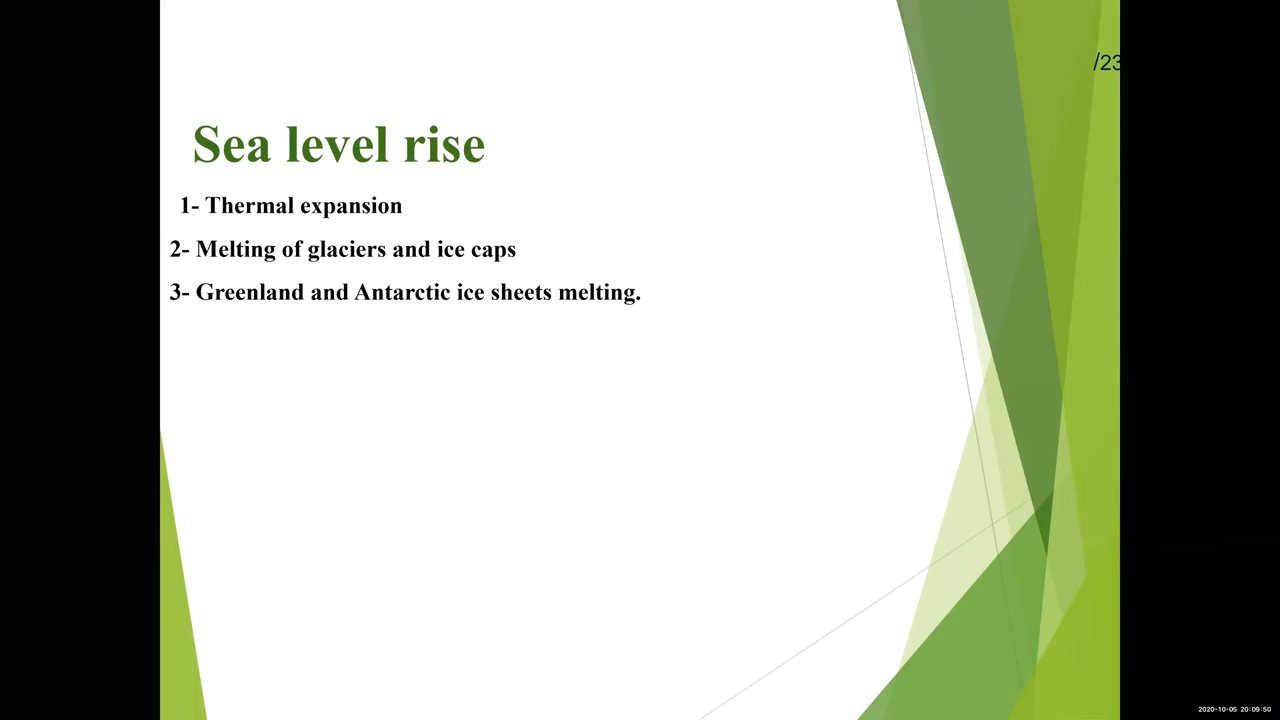 /23
Sea level rise
1- Thermal expansion
2- Melting of glaciers and ice caps
3- Greenland and Antarctic ice sheets melting.
2020-10-05 20:09:50